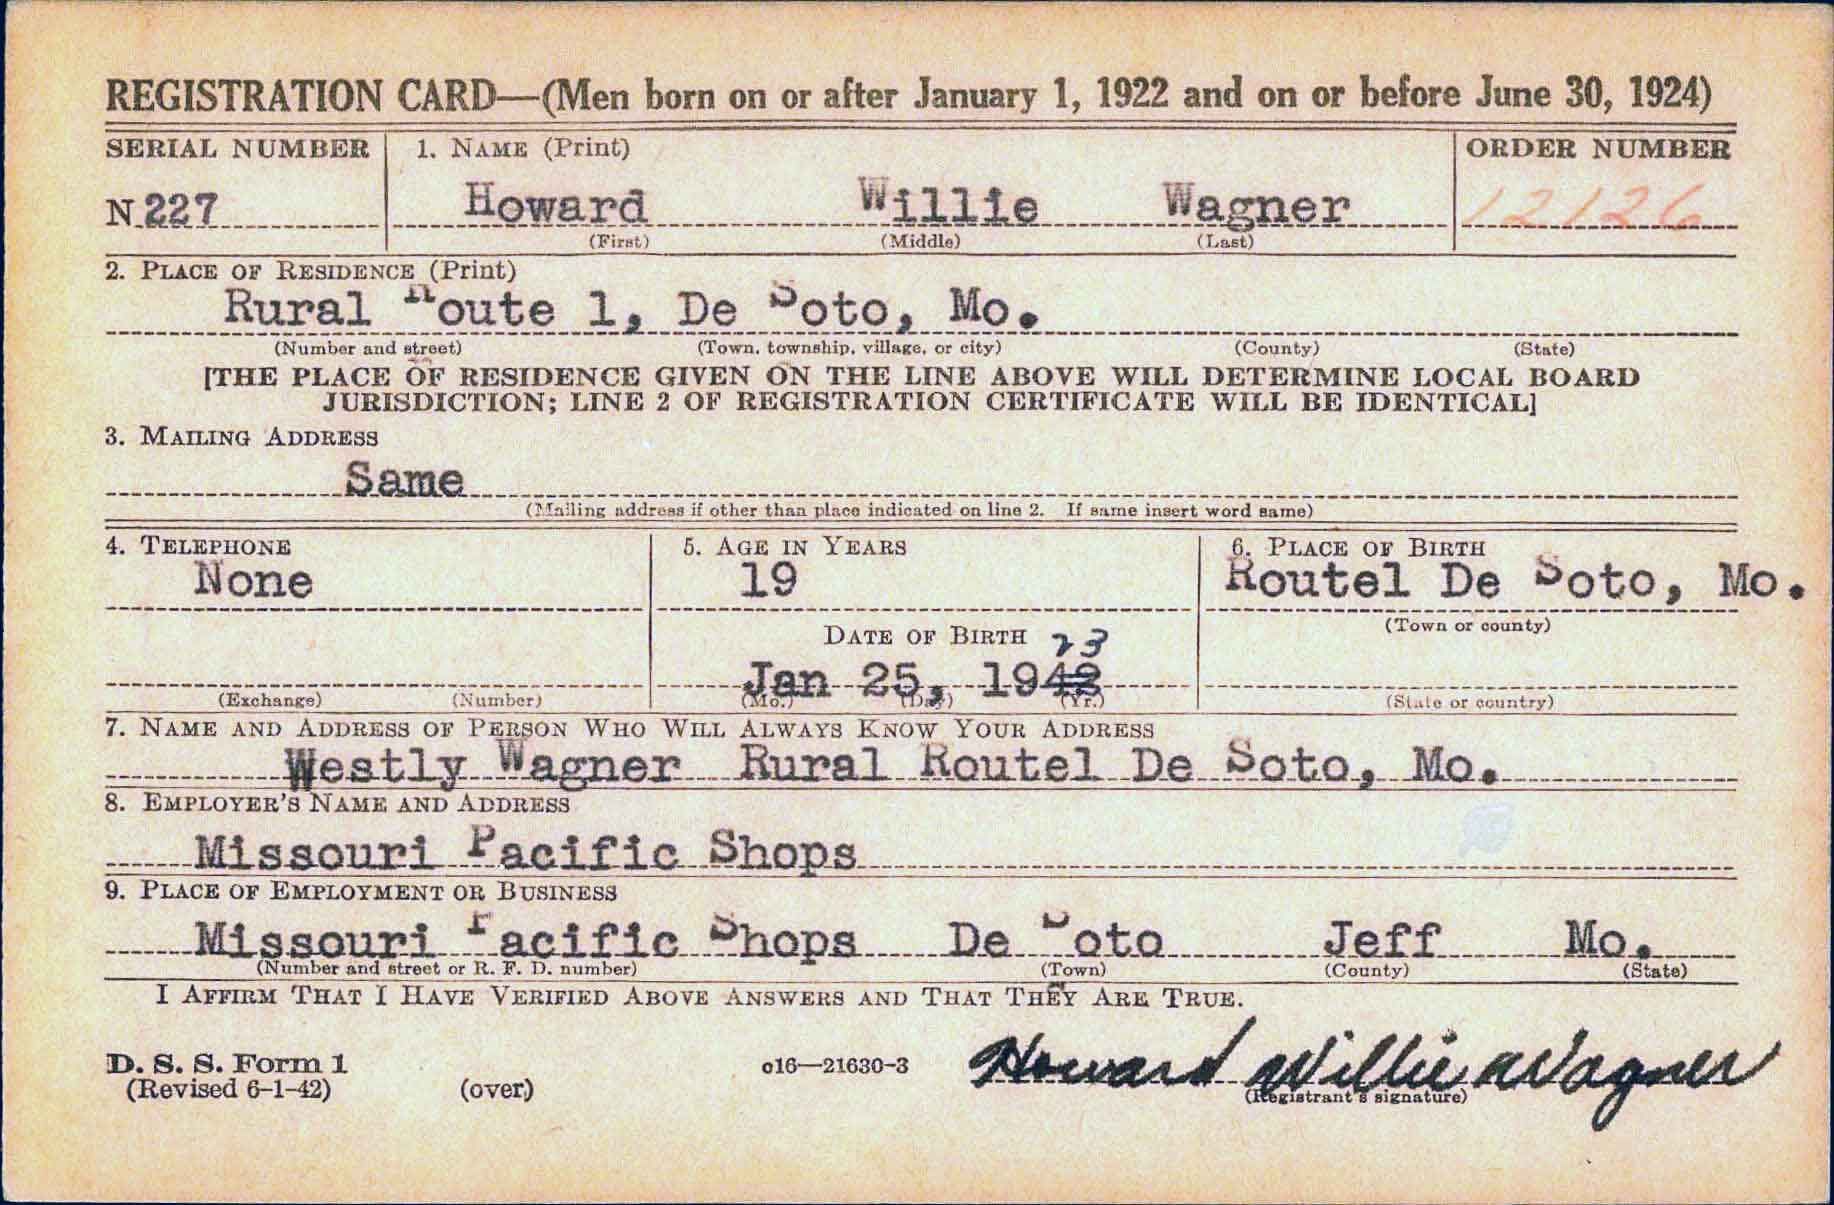 REGISTRATION CARD—(Men born on or after January 1, 1922 and on or before June 30, 1924)
SERIAL NUMBER 1. NAME (Print) ORDER NUMBER
N 227 Howard Willie Wagner 12126
(First) (Middle) (Last)
2. PLACE OF RESIDENCE (Print)
Rural Route 1, De Soto, Mo.
(Number and street) (Town, township, village, or city) (County) (State)
[THE PLACE OF RESIDENCE GIVEN ON THE LINE ABOVE WILL DETERMINE LOCAL BOARD
JURISDICTION; LINE 2 OF REGISTRATION CERTIFICATE WILL BE IDENTICAL]
3. MAILING ADDRESS
Same
(Mailing address if other than place indicated on line 2. If same insert word same)
4. TELEPHONE 5. AGE IN YEARS 6. PLACE OF BIRTH
None 19 Route1 De Soto, Mo.
(Town or county)
DATE OF BIRTH 23
Jan 25, 1942
(Exchange) (Number) (Mo.) (Day) (Yr.) (State or country)
7. NAME AND ADDRESS OF PERSON WHO WILL ALWAYS KNOW YOUR ADDRESS
Westly Wagner Rural Route1 De Soto, Mo.
8. EMPLOYER'S NAME AND ADDRESS
Missouri Pacific Shops
9. PLACE OF EMPLOYMENT OR BUSINESS
Missouri Pacific Shops De Soto Jeff Mo.
(Number and street or R. F. D. number) (Town) (County) (State)
I AFFIRM THAT I HAVE VERIFIED ABOVE ANSWERS AND THAT THEY ARE TRUE.
D. S. S. Form 1 c16—21630-3 Howard Willie Wagner
(Revised 6-1-42) (over) (Registrant's signature)